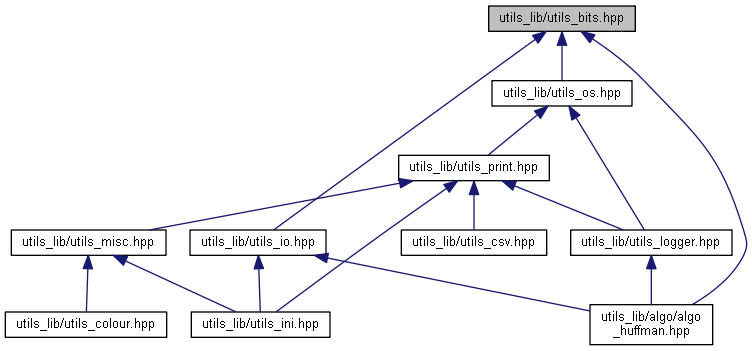 utils_lib/utils_bits.hpp
utils_lib/utils_os.hpp
utils_lib/utils_print.hpp
utils_lib/utils_misc.hpp
utils_lib/utils_io.hpp
utils_lib/utils_csv.hpp
utils_lib/utils_logger.hpp
utils_lib/utils_colour.hpp
utils_lib/utils_ini.hpp
utils_lib/algo/algo
_huffman.hpp